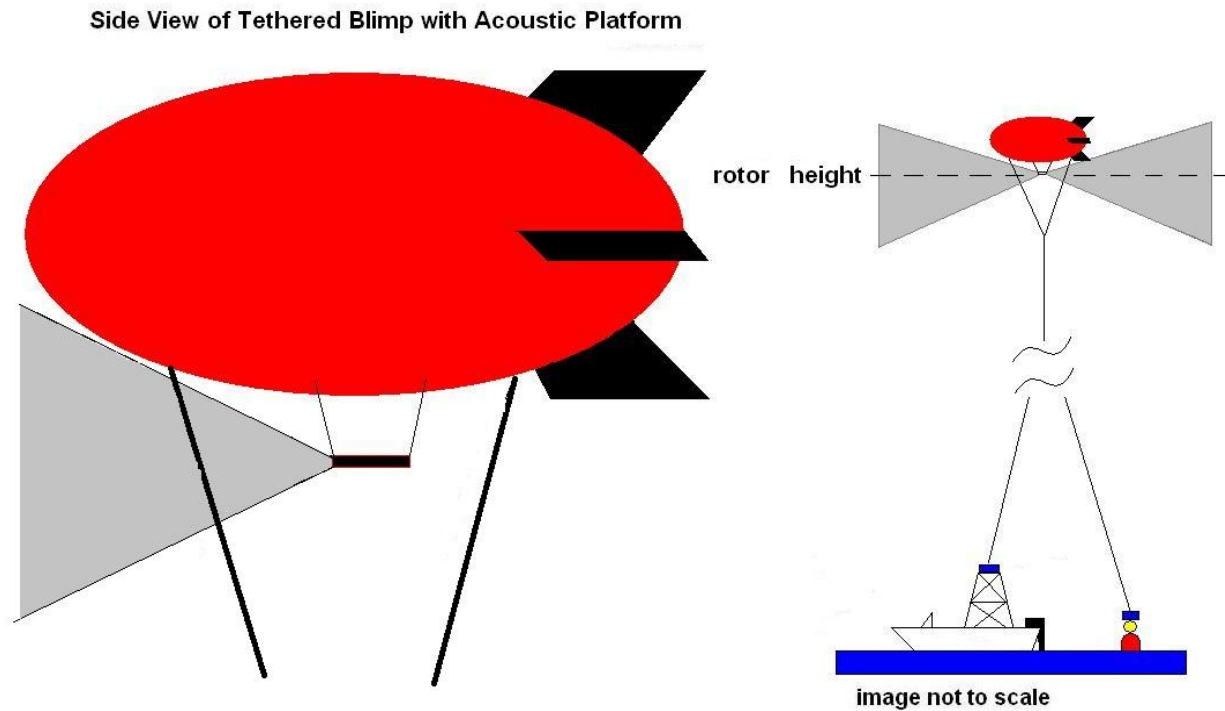 Side View of Tethered Blimp with Acoustic Platform
rotor height
image not to scale